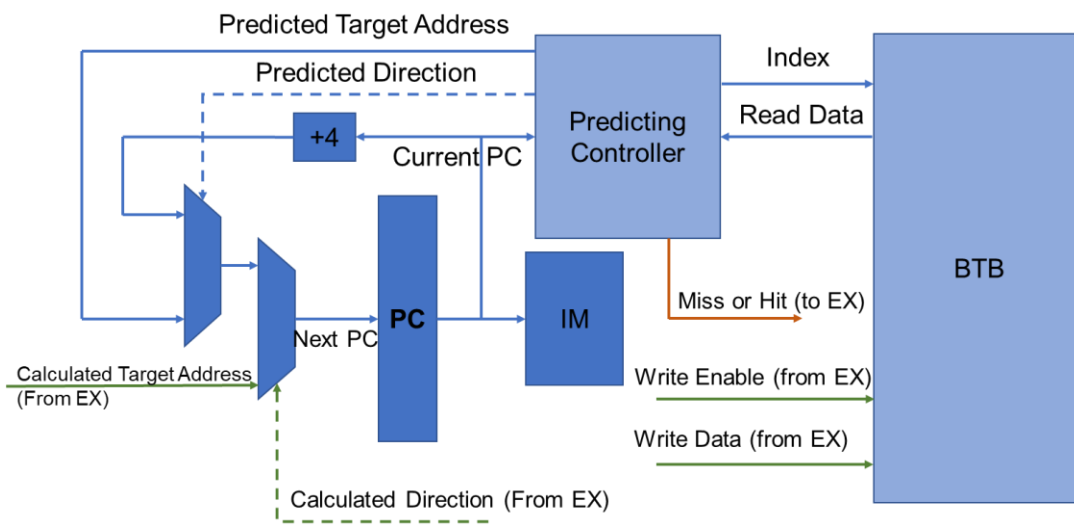 Predicted Target Address
Predicted Direction
Index
Read Data
+4
Current PC
Predicting
Controller
BTB
PC
IM
Next PC
Miss or Hit (to EX)
Calculated Target Address
(From EX)
Write Enable (from EX)
Write Data (from EX)
Calculated Direction (From EX)